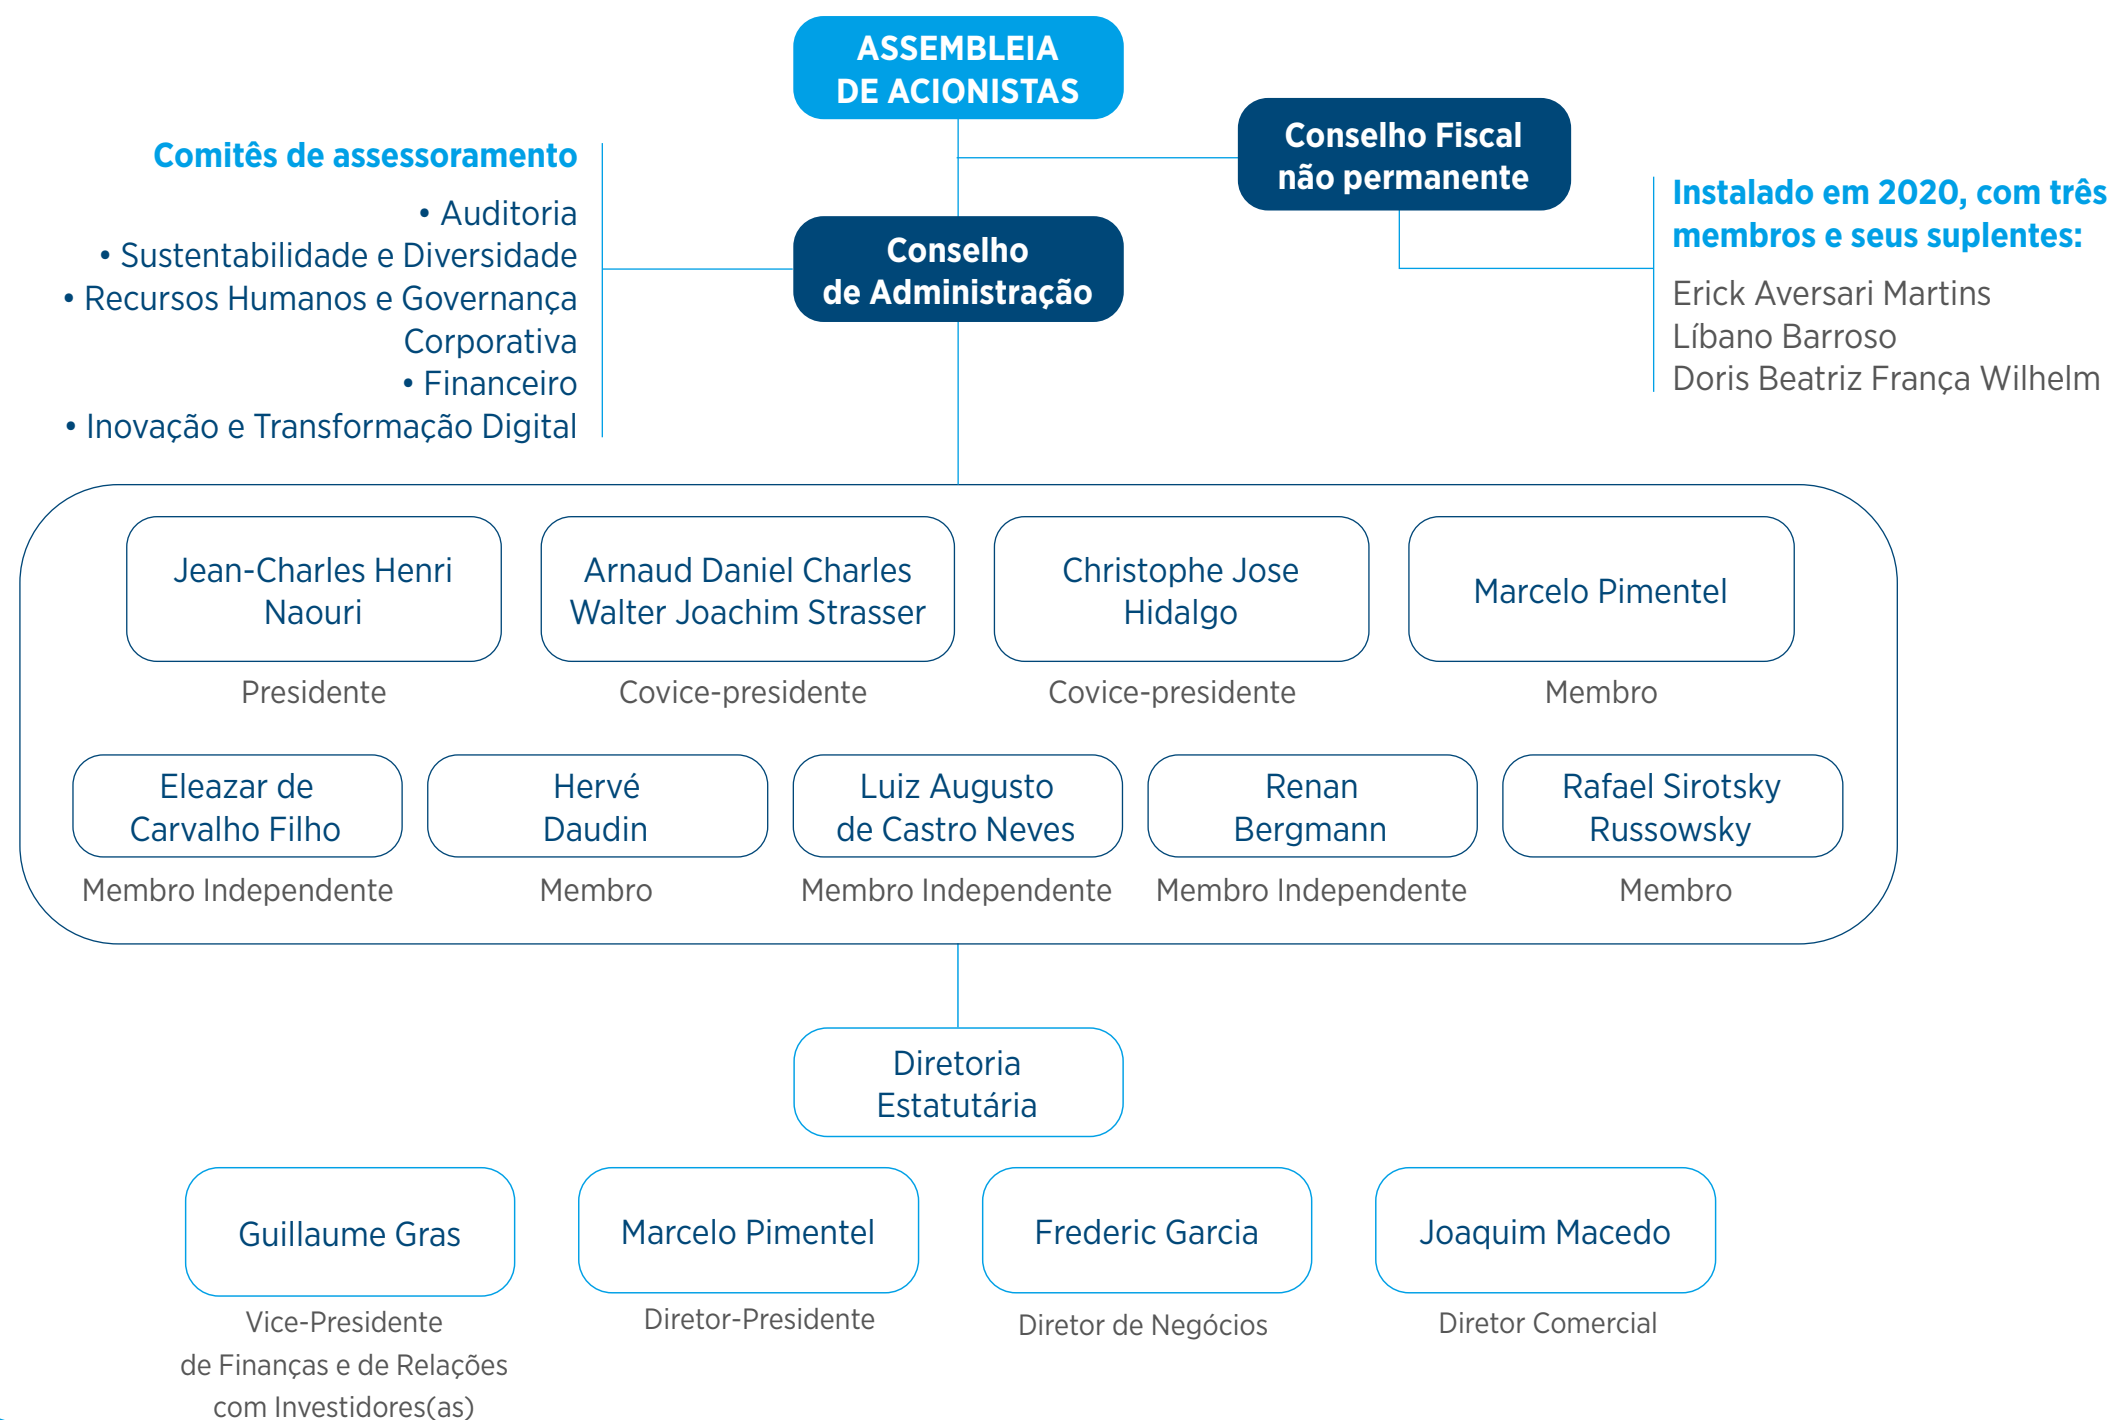 ASSEMBLEIA
DE ACIONISTAS
Conselho Fiscal
não permanente
Comitês de assessoramento
• Auditoria
• Sustentabilidade e Diversidade
• Recursos Humanos e Governança
Corporativa
• Financeiro
• Inovação e Transformação Digital
Conselho
de Administração
Instalado em 2020, com três
membros e seus suplentes:
Erick Aversari Martins
Líbano Barroso
Doris Beatriz França Wilhelm
Jean-Charles Henri
Naouri
Presidente
Arnaud Daniel Charles
Walter Joachim Strasser
Covice-presidente
Christophe Jose
Hidalgo
Covice-presidente
Marcelo Pimentel
Membro
Eleazar de
Carvalho Filho
Membro Independente
Hervé
Daudin
Membro
Luiz Augusto
de Castro Neves
Membro Independente
Renan
Bergmann
Membro Independente
Rafael Sirotsky
Russowsky
Membro
Diretoria
Estatutária
Guillaume Gras
Vice-Presidente
de Finanças e de Relações
com Investidores(as)
Marcelo Pimentel
Diretor-Presidente
Frederic Garcia
Diretor de Negócios
Joaquim Macedo
Diretor Comercial